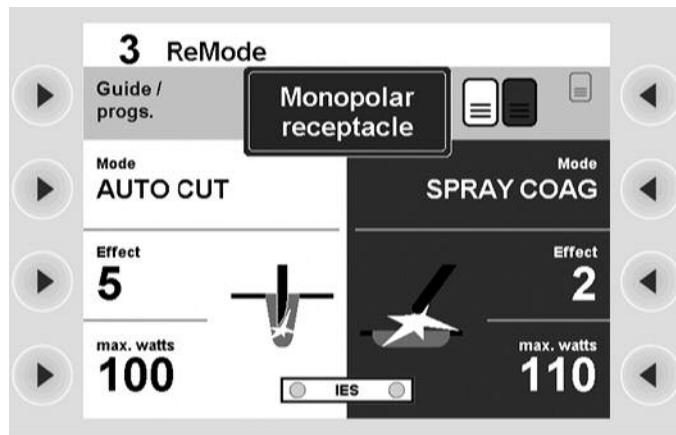 3 ReMode
Guide /
progs.
Monopolar
receptacle
Mode
AUTO CUT
Mode
SPRAY COAG
Effect
5
Effect
2
max. watts
100
max. watts
110
IES